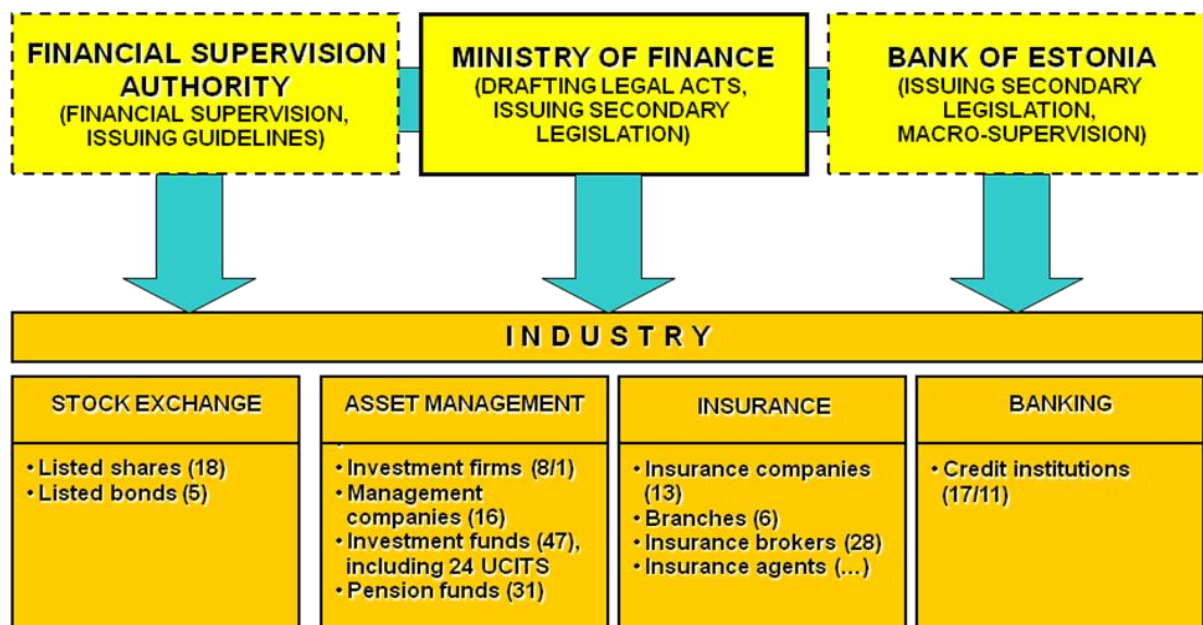 FINANCIAL SUPERVISION
AUTHORITY
(FINANCIAL SUPERVISION,
ISSUING GUIDELINES)
MINISTRY OF FINANCE
(DRAFTING LEGAL ACTS,
ISSUING SECONDARY
LEGISLATION)
BANK OF ESTONIA
(ISSUING SECONDARY
LEGISLATION,
MACRO-SUPERVISION)
I N D U S T R Y
STOCK EXCHANGE
• Listed shares (18)
• Listed bonds (5)
ASSET MANAGEMENT
• Investment firms (8/1)
• Management
companies (16)
• Investment funds (47),
including 24 UCITS
• Pension funds (31)
INSURANCE
• Insurance companies
(13)
• Branches (6)
• Insurance brokers (28)
• Insurance agents (…)
BANKING
• Credit institutions
(17/11)